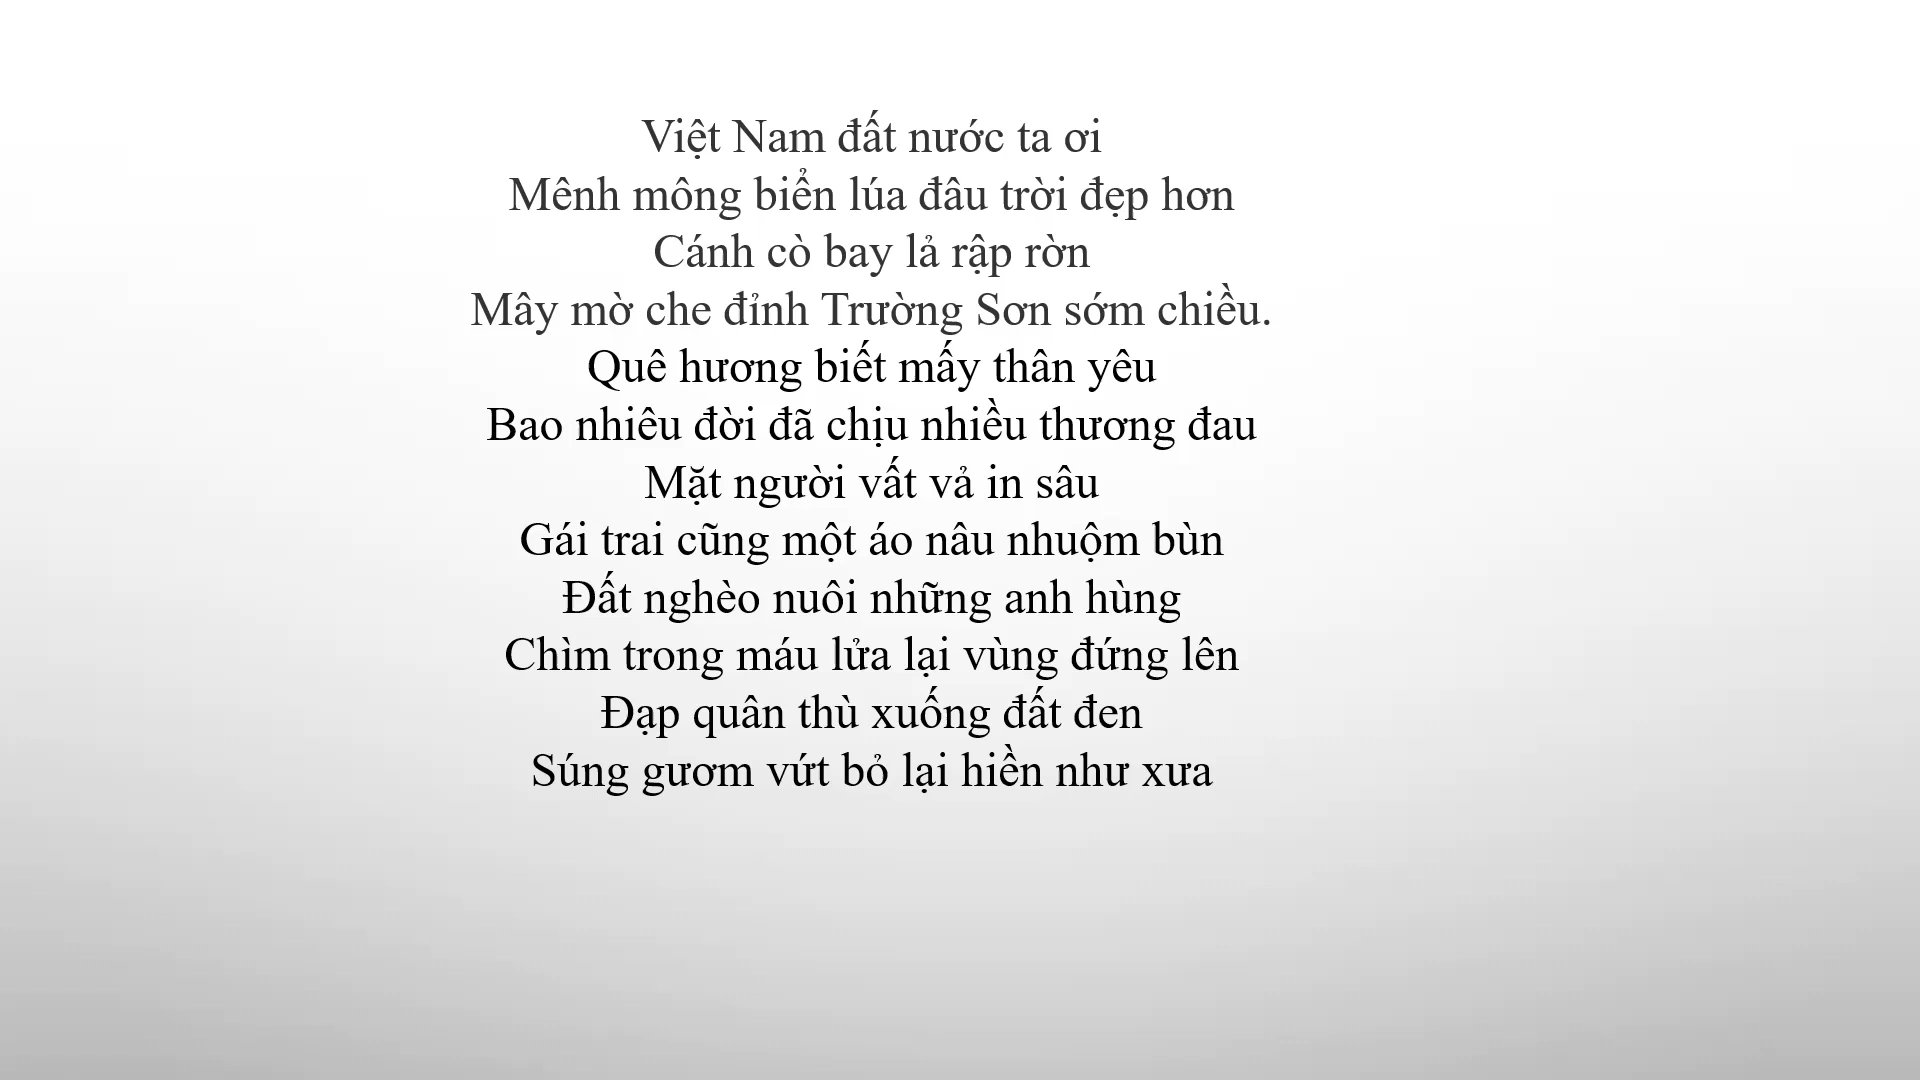 Việt Nam đất nước ta ơi
Mênh mông biển lúa đâu trời đẹp hơn
Cánh cò bay lả rập rờn
Mây mờ che đỉnh Trường Sơn sớm chiều.
Quê hương biết mấy thân yêu
Bao nhiêu đời đã chịu nhiều thương đau
Mặt người vất vả in sâu
Gái trai cũng một áo nâu nhuộm bùn
Đất nghèo nuôi những anh hùng
Chìm trong máu lửa lại vùng đứng lên
Đạp quân thù xuống đất đen
Súng gươm vứt bỏ lại hiền như xưa